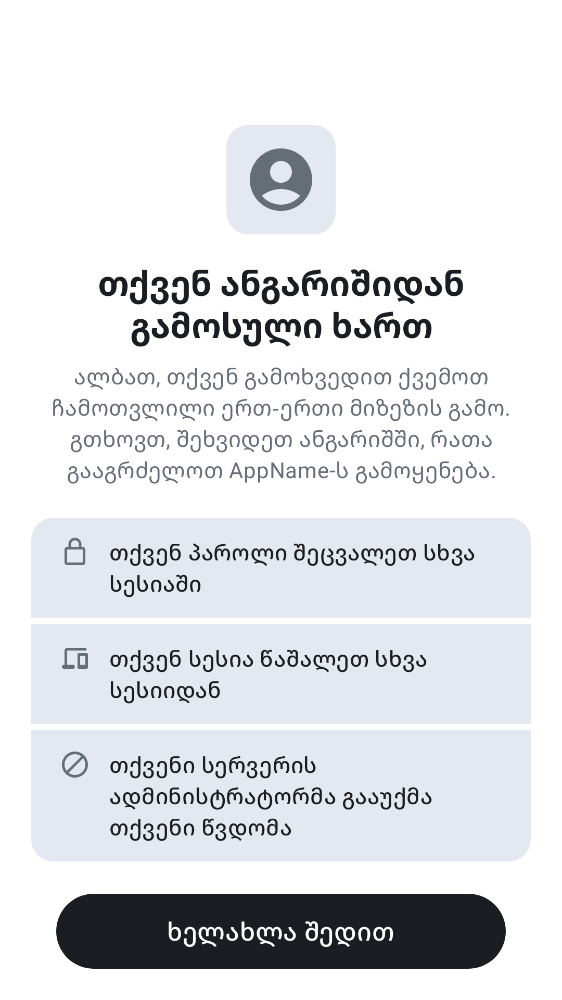 თქვენ ანგარიშიდან
გამოსული ხართ
ალბათ, თქვენ გამოხვედით ქვემოთ
ჩამოთვლილი ერთ-ერთი მიზეზის გამო.
გთხოვთ, შეხვიდეთ ანგარიშში, რათა
გააგრძელოთ AppName-ს გამოყენება.
თქვენ პაროლი შეცვალეთ სხვა
სესიაში
თქვენ სესია წაშალეთ სხვა
სესიიდან
თქვენი სერვერის
ადმინისტრატორმა გააუქმა
თქვენი წვდომა
ხელახლა შედით